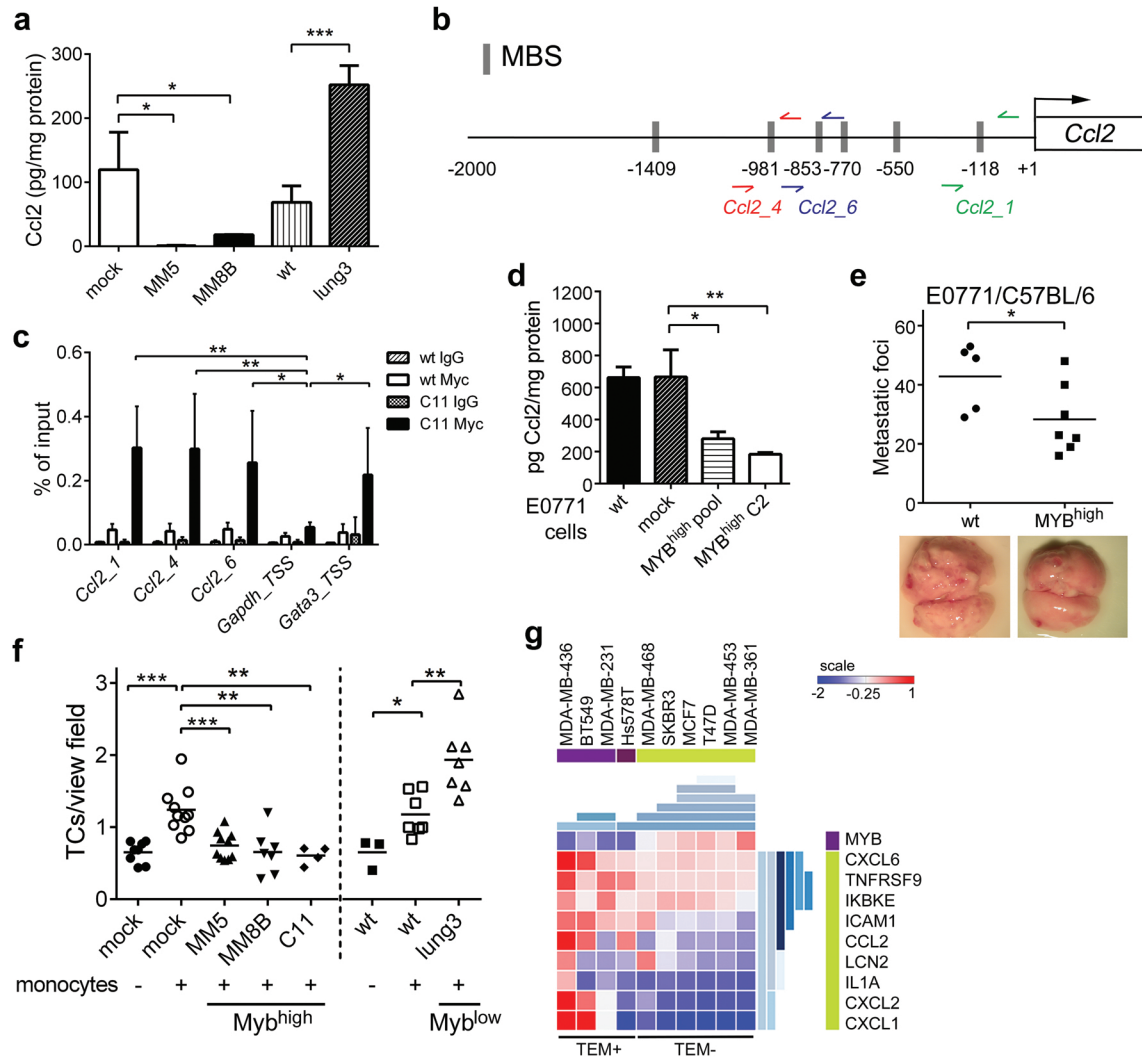 a
Ccl2 (pg/mg protein)
300
200
100
0
*
*
***
mock
MM5
MM8B
wt
lung3
b
MBS
-2000
-1409
-981
-853
-770
-550
-118
+1
Ccl2
Ccl2_4
Ccl2_6
Ccl2_1
c
% of input
0.6
0.4
0.2
0.0
**
**
*
*
wt IgG
wt Myc
C11 IgG
C11 Myc
Ccl2_1
Ccl2_4
Ccl2_6
Gapdh_TSS
Gata3_TSS
d
pg Ccl2/mg protein
1200
1000
800
600
400
200
0
**
*
E0771
cells
wt
mock
MYBhigh pool
MYBhigh C2
e
E0771/C57BL/6
*
Metastatic foci
60
40
20
0
wt
MYBhigh
f
TCs/view field
3
2
1
0
***
**
**
***
*
**
mock
mock
MM5
MM8B
C11
wt
wt
lung3
monocytes - + + + + - + +
Mybhigh
Myblow
g
MDA-MB-436
BT549
MDA-MB-231
Hs578T
MDA-MB-468
SKBR3
MCF7
T47D
MDA-MB-453
MDA-MB-361
scale
-2 -0.25 1
MYB
CXCL6
TNFRSF9
IKBKE
ICAM1
CCL2
LCN2
IL1A
CXCL2
CXCL1
TEM+
TEM-